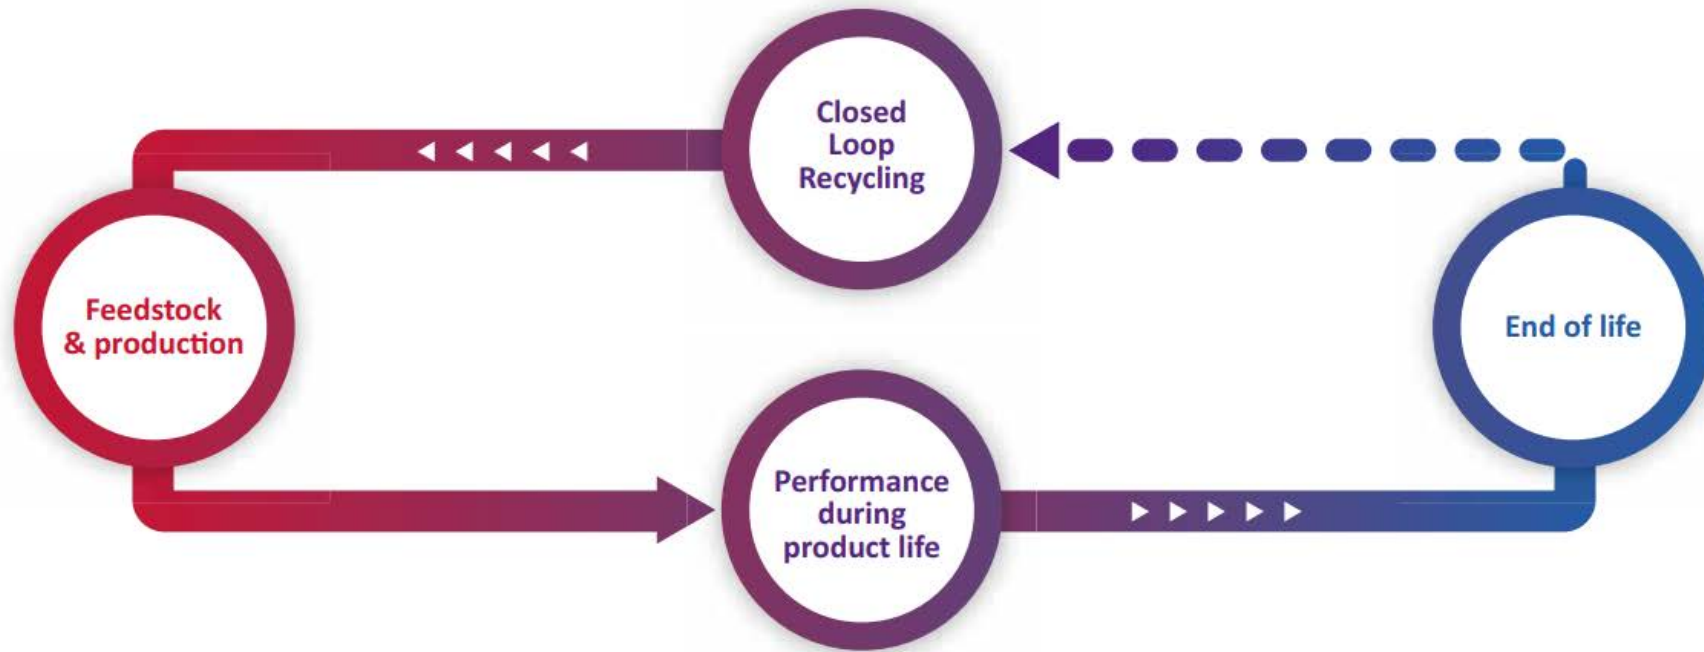 Closed
Loop
Recycling
Feedstock
& production
End of life
Performance
during
product life